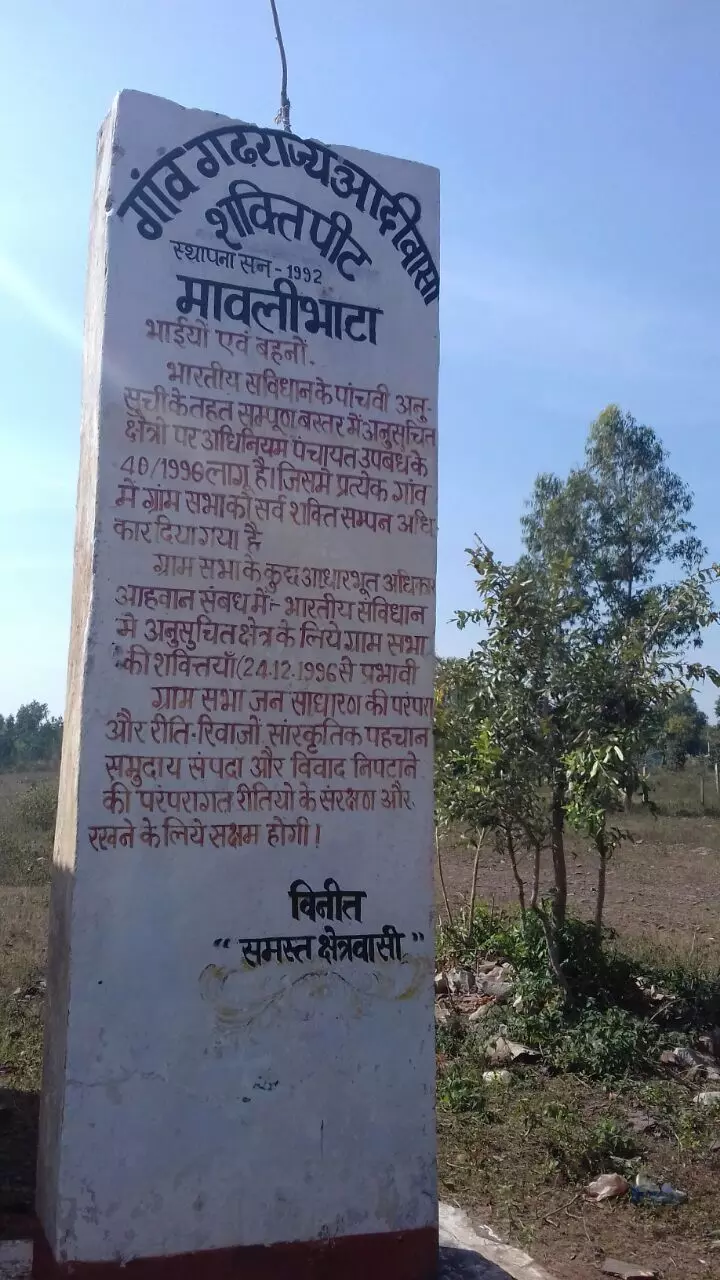 गांव गढराज्य आदीवासी
शक्ति पीट
स्थापना सन - 1992
मावलीभाटा
भाईयों एवं बहनों.
भारतीय सविधान के पांचवी अनु-
सूची के तहत सम्पूण बस्तर में अनुसूचित
क्षेत्री पर अधिनियम पंचायत उपबंध के
40/1996 लागू है। जिसमें प्रत्येक गांव
में ग्रांम सभा को सर्व शक्ति सम्पन अधि
कार दिया गया है
ग्राम सभा के कुछ आधारभूत अधिकार
आहवान संबध में:- भारतीय संविधान
में अनुसुचित क्षेत्र के लिये ग्राम सभा
की शक्तियाँ (24.12.1996 से प्रभावी
ग्राम सभा जन साधारण की परंपरा
और रीति-रिवाजों, सांस्कृतिक पहचान
समुदाय संपदा और विवाद निपटाने
की परंपरागत रीतियो के संरक्षण और
रखने के लिये सक्षम होगी।
विनीत
" समस्त क्षेत्रवासी "